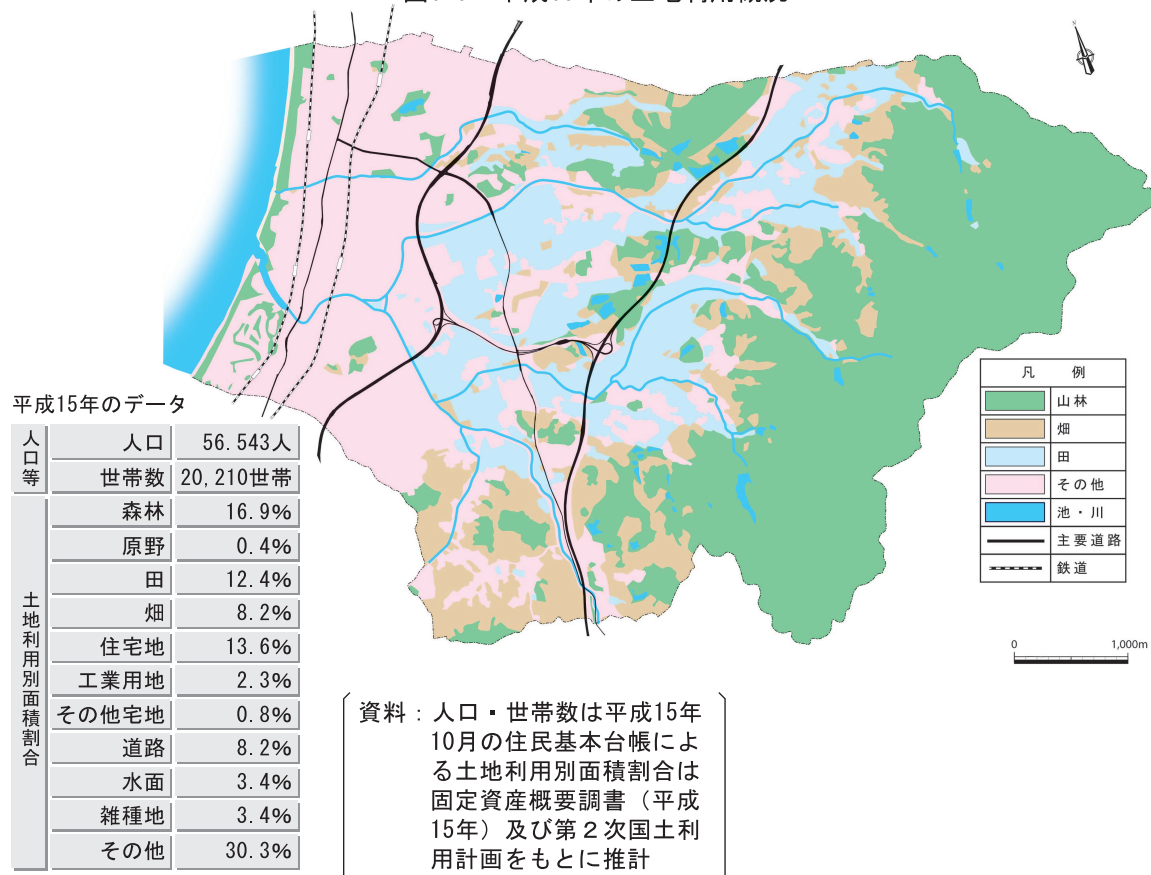 平成15年のデータ
人口等
人口 56.543人
世帯数 20,210世帯
土地利用別面積割合
森林 16.9%
原野 0.4%
田 12.4%
畑 8.2%
住宅地 13.6%
工業用地 2.3%
その他宅地 0.8%
道路 8.2%
水面 3.4%
雑種地 3.4%
その他 30.3%
資料：人口・世帯数は平成15年
10月の住民基本台帳によ
る土地利用別面積割合は
固定資産概要調書（平成
15年）及び第２次国土利
用計画をもとに推計
凡例
山林
畑
田
その他
池・川
主要道路
鉄道
0 1,000m